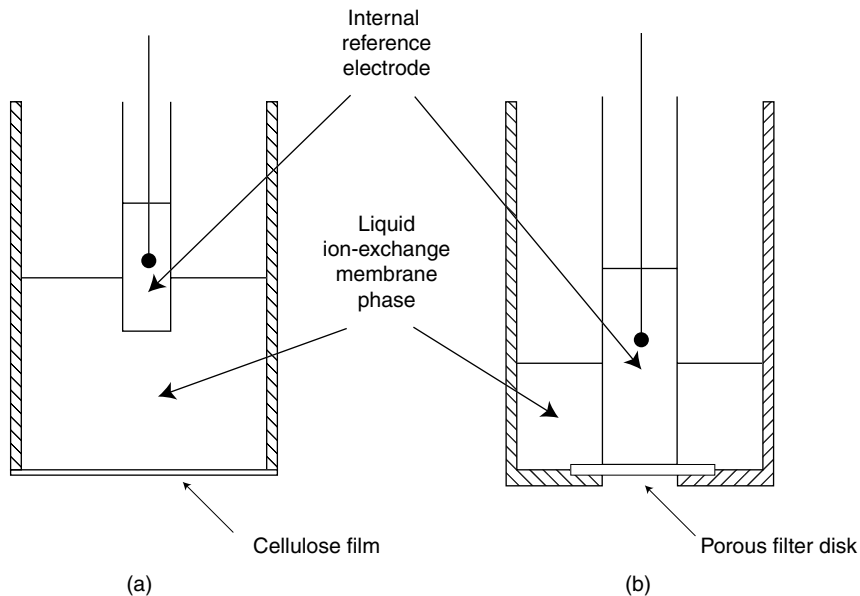 Internal
reference
electrode
Liquid
ion-exchange
membrane
phase
Cellulose film
Porous filter disk
(a)
(b)